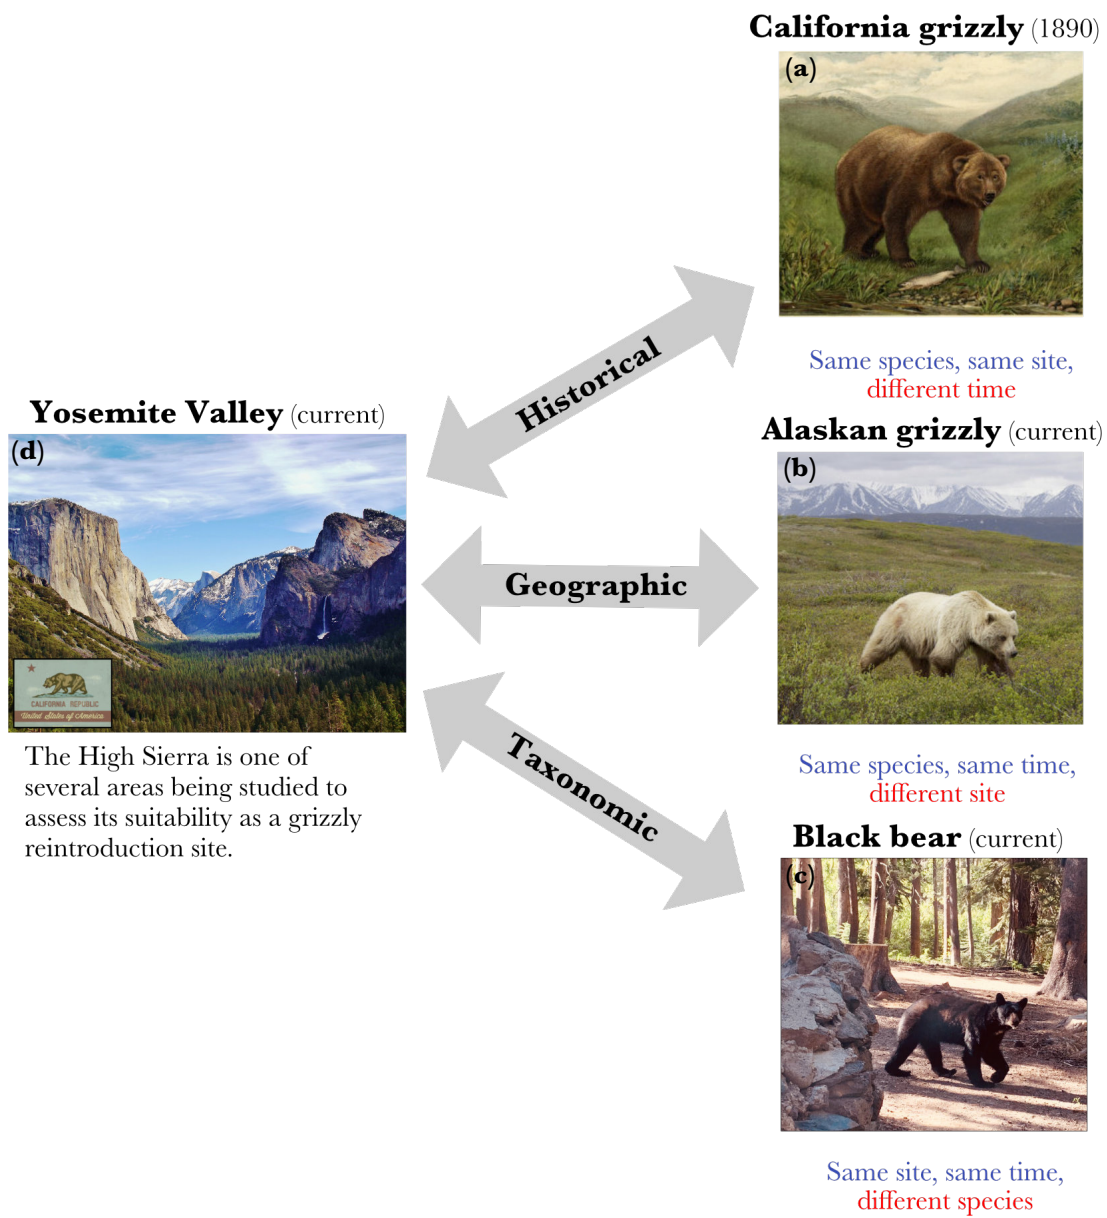 California grizzly (1890)
(a)
Same species, same site,
different time
Historical
Yosemite Valley (current)
(d)
CALIFORNIA REPUBLIC
United States of America
The High Sierra is one of
several areas being studied to
assess its suitability as a grizzly
reintroduction site.
Geographic
Alaskan grizzly (current)
(b)
Same species, same time,
different site
Taxonomic
Black bear (current)
(c)
Same site, same time,
different species